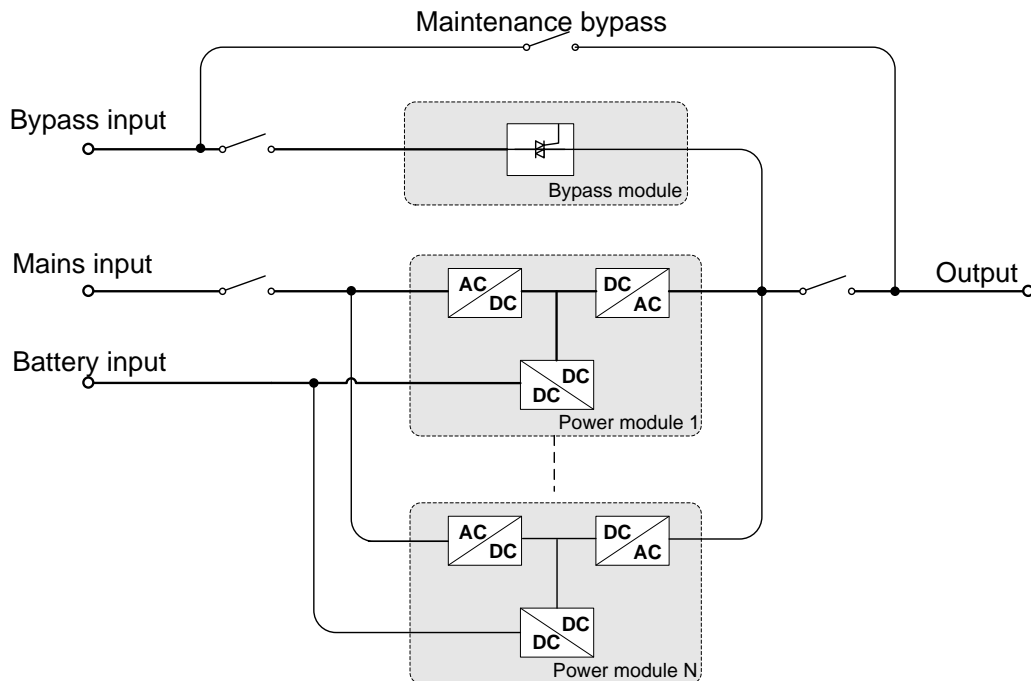 Maintenance bypass
Bypass input
Bypass module
Mains input
AC
DC
DC
AC
Output
Battery input
DC
DC
Power module 1
AC
DC
DC
AC
DC
DC
Power module N